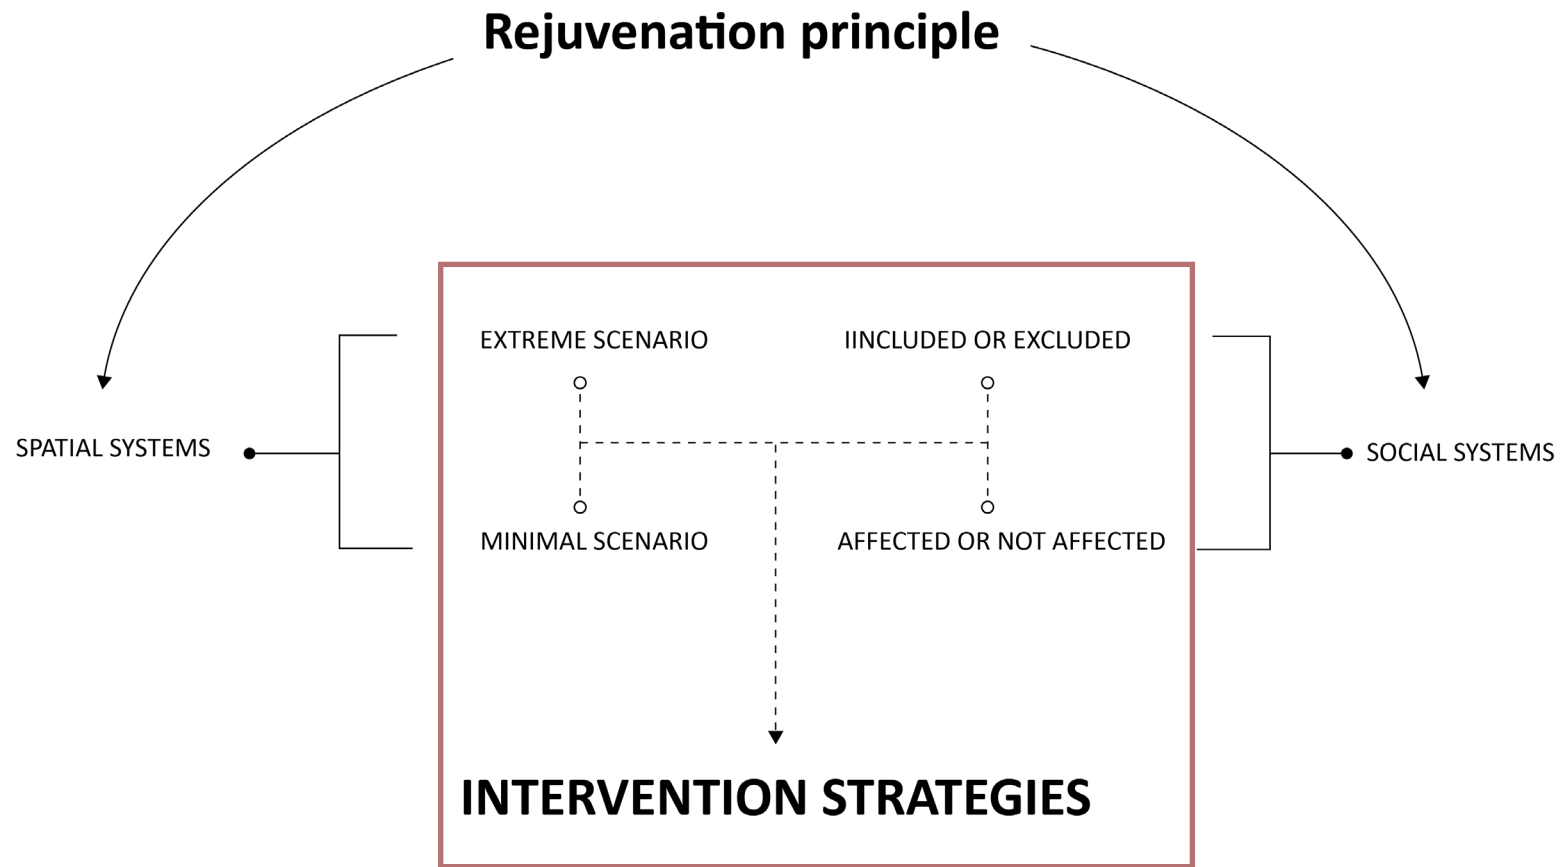 Rejuvenation principle
EXTREME SCENARIO
IINCLUDED OR EXCLUDED
SPATIAL SYSTEMS
SOCIAL SYSTEMS
MINIMAL SCENARIO
AFFECTED OR NOT AFFECTED
INTERVENTION STRATEGIES